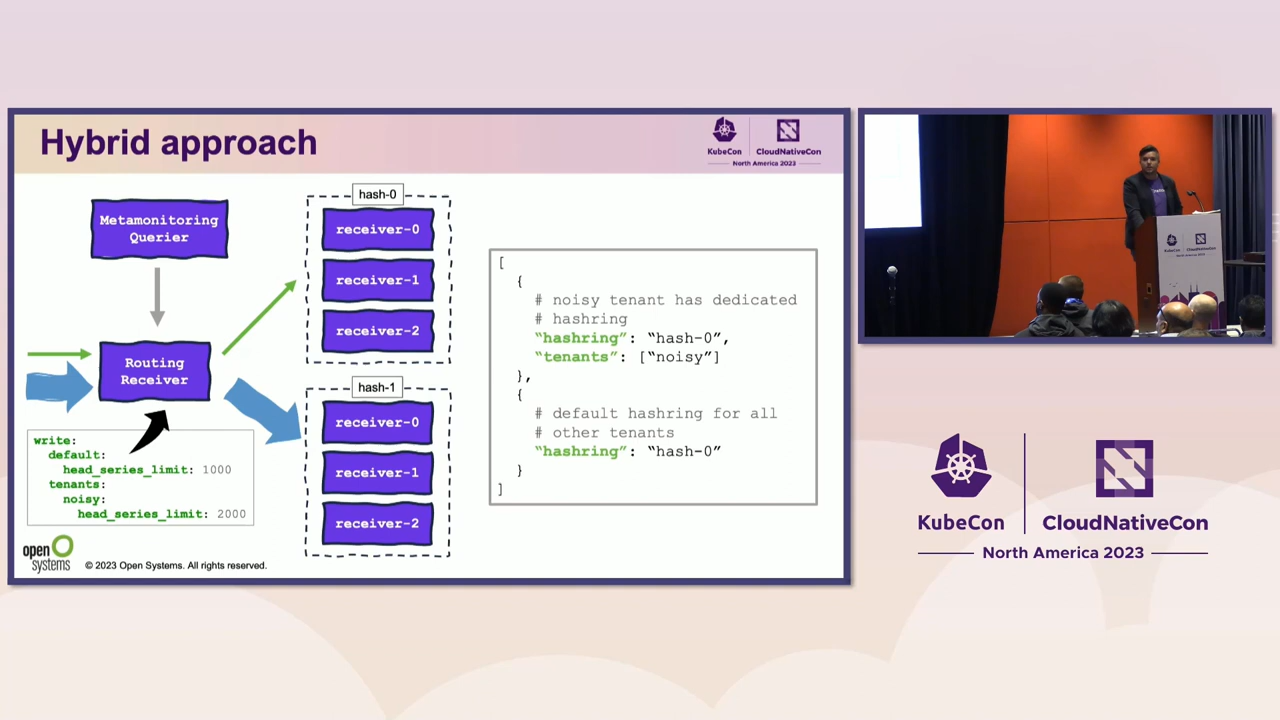 Hybrid approach
KubeCon
CloudNativeCon
North America 2023
Metamonitoring
Querier
Routing
Receiver
write:
default:
head_series_limit: 1000
tenants:
noisy:
head_series_limit: 2000
hash-0
receiver-0
receiver-1
receiver-2
hash-1
receiver-0
receiver-1
receiver-2
[
{
# noisy tenant has dedicated
# hashring
“hashring”: “hash-0”,
“tenants”: [“noisy”]
},
{
# default hashring for all
# other tenants
“hashring”: “hash-0”
}
]
open
systems
© 2023 Open Systems. All rights reserved.
KubeCon
CloudNativeCon
North America 2023